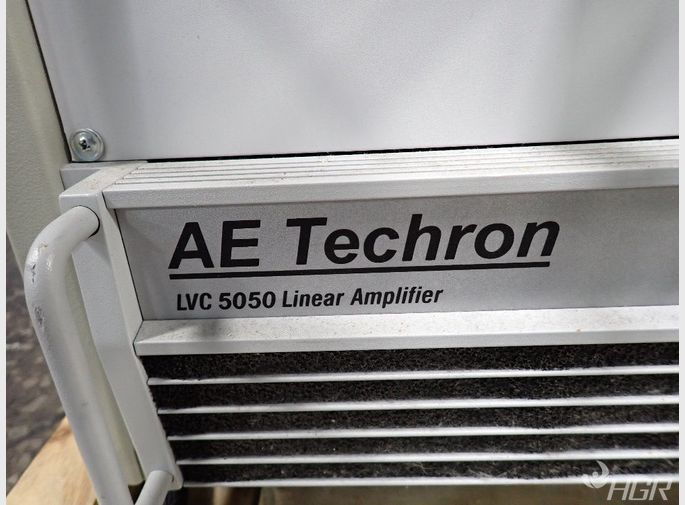 AE Techron
LVC 5050 Linear Amplifier
HGR